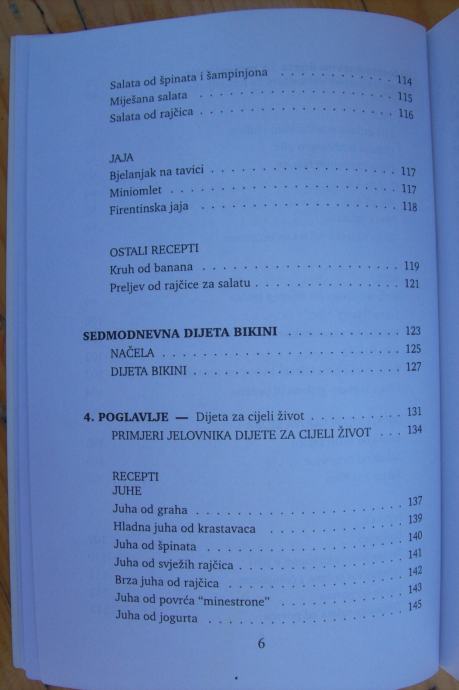 Salata od špinata i šampinjona . . . . . . . . . . . 114
Miješana salata . . . . . . . . . . . . . . . . . . . . 115
Salata od rajčica . . . . . . . . . . . . . . . . . . . 116
JAJA
Bjelanjak na tavici . . . . . . . . . . . . . . . . . . 117
Miniomlet . . . . . . . . . . . . . . . . . . . . . . . 117
Firentinska jaja . . . . . . . . . . . . . . . . . . . 118
OSTALI RECEPTI
Kruh od banana . . . . . . . . . . . . . . . . . . . . 119
Preljev od rajčice za salatu . . . . . . . . . . . . . 121
SEDMODNEVNA DIJETA BIKINI . . . . . . . . . . . 123
NAČELA . . . . . . . . . . . . . . . . . . . . . . . . 125
DIJETA BIKINI . . . . . . . . . . . . . . . . . . . . 127
4. POGLAVLJE — Dijeta za cijeli život . . . . . . . . . 131
PRIMJERI JELOVNIKA DIJETE ZA CIJELI ŽIVOT . . . 134
RECEPTI
JUHE
Juha od graha . . . . . . . . . . . . . . . . . . . . 137
Hladna juha od krastavaca . . . . . . . . . . . . . . 139
Juha od špinata . . . . . . . . . . . . . . . . . . . 140
Juha od svježih rajčica . . . . . . . . . . . . . . . 141
Brza juha od rajčica . . . . . . . . . . . . . . . . . 142
Juha od povrća “minestrone” . . . . . . . . . . . . 143
Juha od jogurta . . . . . . . . . . . . . . . . . . . 145
6